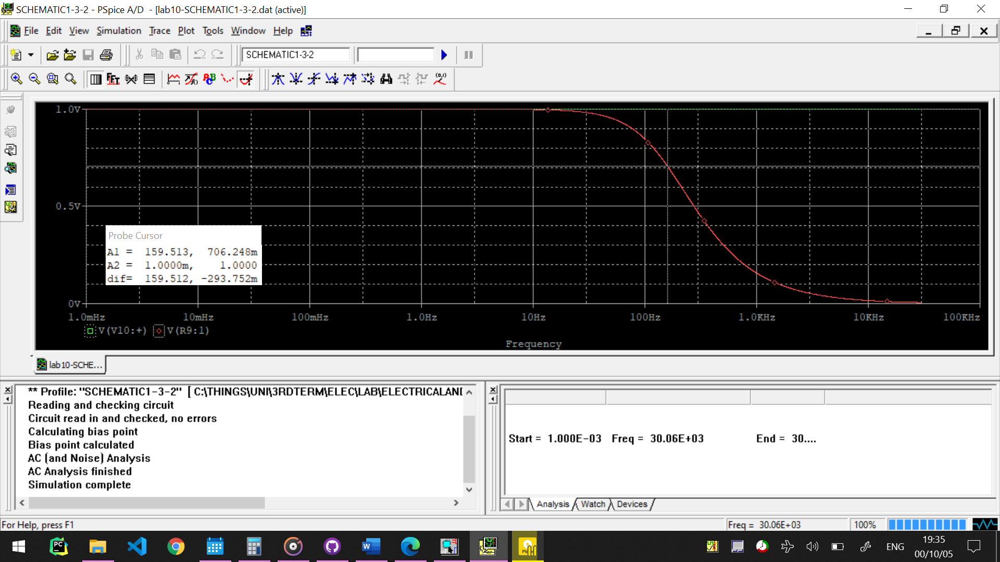 SCHEMATIC1-3-2 - PSpice A/D - [lab10-SCHEMATIC1-3-2.dat (active)]
File Edit View Simulation Trace Plot Tools Window Help
SCHEMATIC1-3-2
1.0V
0.5V
Probe Cursor
A1 = 159.513, 706.248m
A2 = 1.0000m, 1.0000
dif= 159.512, -293.752m
0V
1.0mHz 10mHz 100mHz 1.0Hz 10Hz 100Hz 1.0KHz 10KHz 100KHz
V(V10:+) V(R9:1)
Frequency
lab10-SCHE...
** Profile: "SCHEMATIC1-3-2" [ C:\THINGS\UNI\3RDTERM\ELEC\LAB\ELECTRICALAND
Reading and checking circuit
Circuit read in and checked, no errors
Calculating bias point
Bias point calculated
AC (and Noise) Analysis
AC Analysis finished
Simulation complete
Start = 1.000E-03 Freq = 30.06E+03 End = 30....
Analysis Watch Devices
For Help, press F1
Freq = 30.06E+03 100%
ENG
19:35
00/10/05